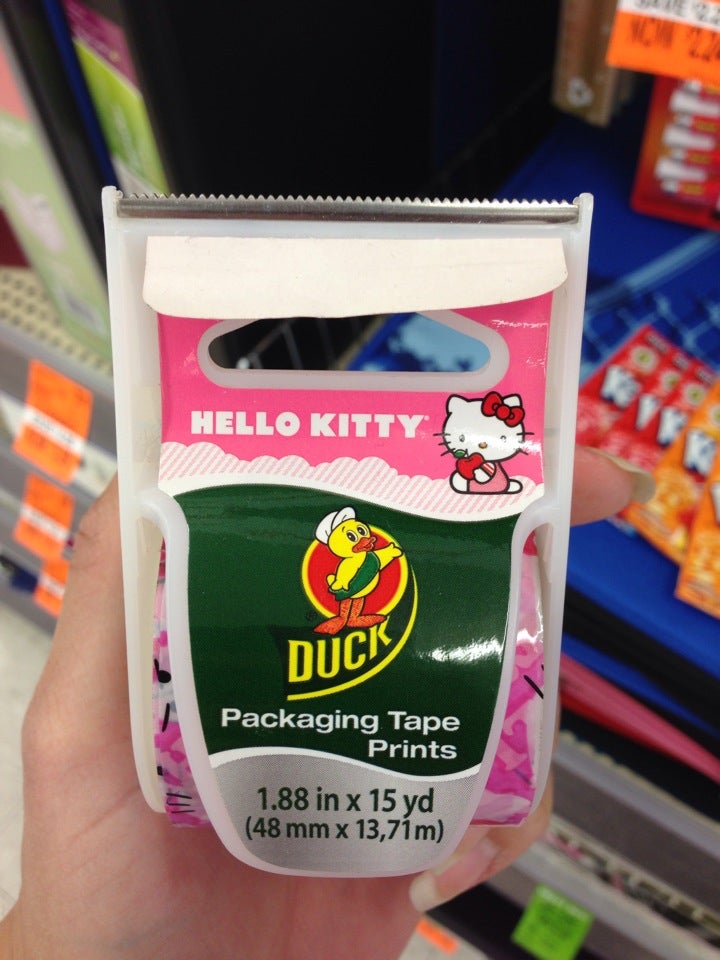 HELLO KITTY
DUCK
®
Packaging Tape
Prints
1.88 in x 15 yd
(48 mm x 13,71 m)